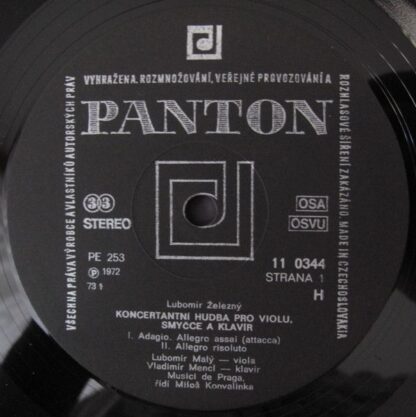 VŠECHNA PRÁVA VÝROBCE A VLASTNÍKŮ AUTORSKÝCH PRÁV
VYHRAŽENA. ROZMNOŽOVÁNÍ, VEŘEJNÉ PROVOZOVÁNÍ A
ROZHLASOVÉ ŠÍŘENÍ ZAKÁZÁNO. MADE IN CZECHOSLOVAKIA
PANTON
33
STEREO
OSA
OSVU
PE 253
℗ 1972
73 1
11 0344
STRANA 1
H
Lubomír Železný
KONCERTANTNÍ HUDBA PRO VIOLU,
SMYČCE A KLAVÍR
I. Adagio. Allegro assai (attacca)
II. Allegro risoluto
Lubomír Malý — viola
Vladimír Mencl — klavír
Musici de Praga,
řídí Miloš Konvalinka